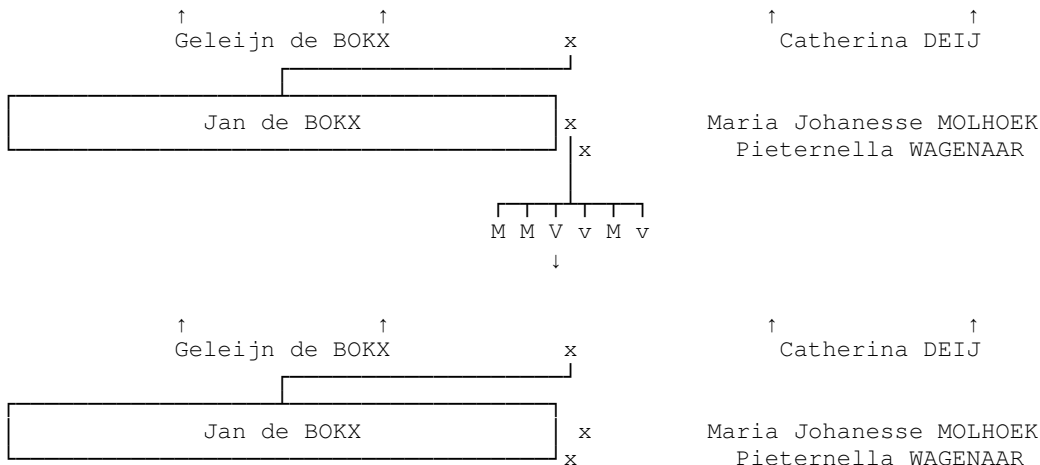 ↑ ↑ ↑ ↑
Geleijn de BOKX x Catherina DEIJ
Jan de BOKX x Maria Johanesse MOLHOEK
x Pieternella WAGENAAR
M M V v M v
↓
↑ ↑ ↑ ↑
Geleijn de BOKX x Catherina DEIJ
Jan de BOKX x Maria Johanesse MOLHOEK
x Pieternella WAGENAAR